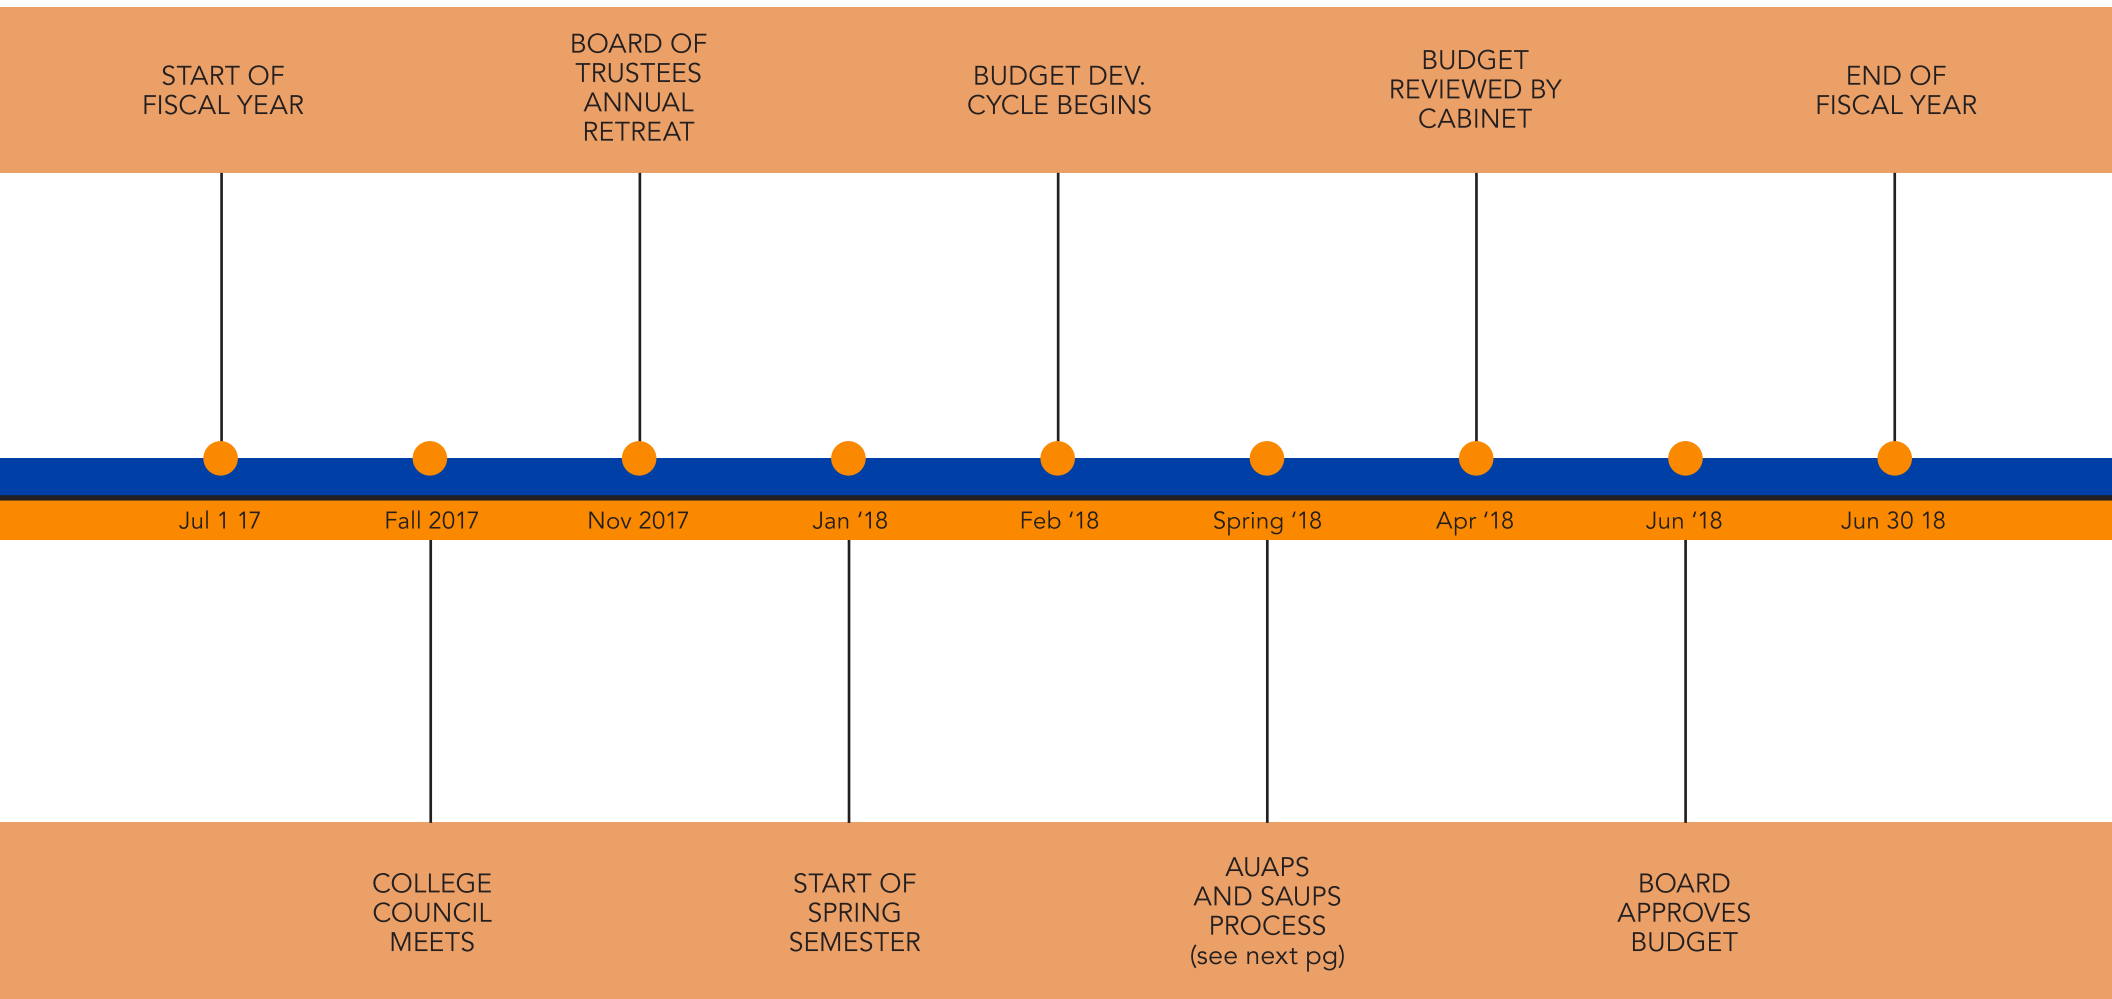 START OF
FISCAL YEAR
BOARD OF
TRUSTEES
ANNUAL
RETREAT
BUDGET DEV.
CYCLE BEGINS
BUDGET
REVIEWED BY
CABINET
END OF
FISCAL YEAR
Jul 1 17
Fall 2017
Nov 2017
Jan ‘18
Feb ‘18
Spring ‘18
Apr ‘18
Jun ‘18
Jun 30 18
COLLEGE
COUNCIL
MEETS
START OF
SPRING
SEMESTER
AUAPS
AND SAUPS
PROCESS
(see next pg)
BOARD
APPROVES
BUDGET